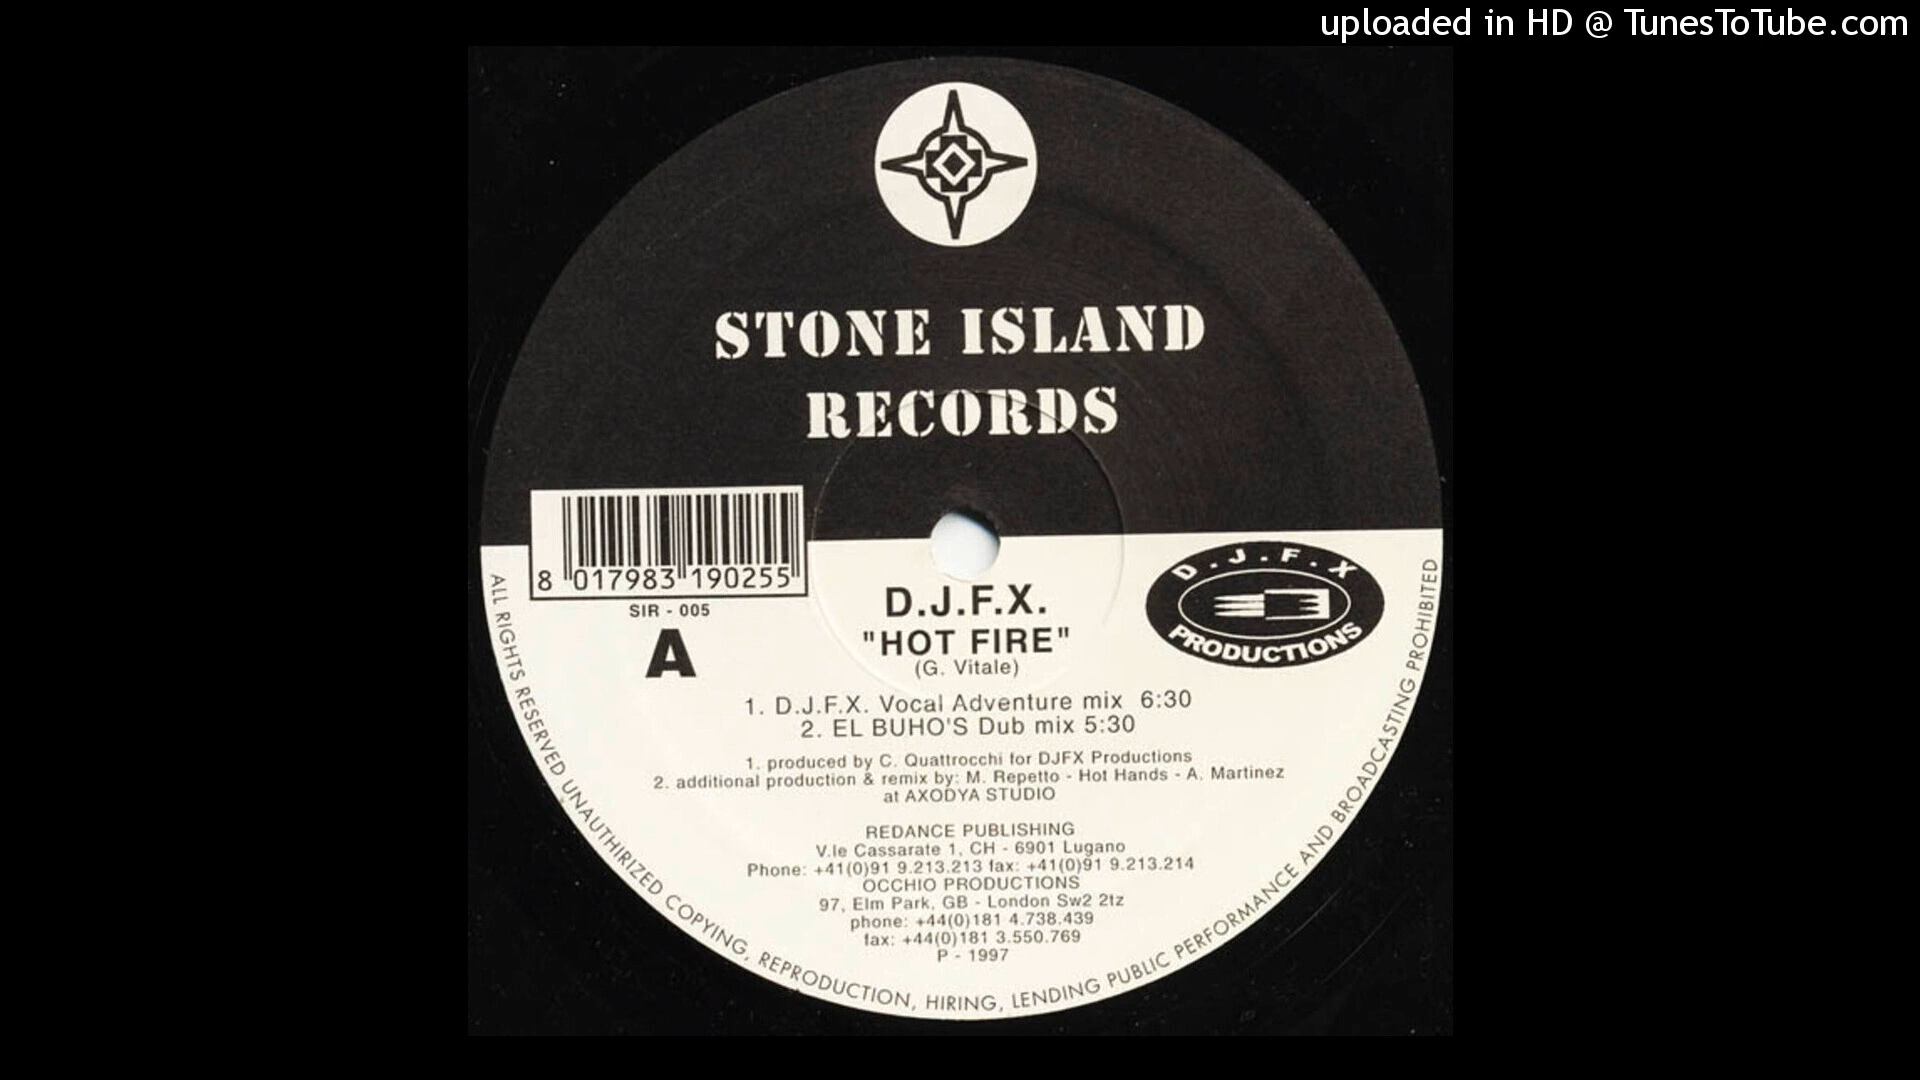 uploaded in HD @ TunesToTube.com
STONE ISLAND
RECORDS
8 017983 190255
SIR - 005
A
D.J.F.X.
"HOT FIRE"
(G. Vitale)
D.J.F.X
PRODUCTIONS
1. D.J.F.X. Vocal Adventure mix 6:30
2. EL BUHO'S Dub mix 5:30
1. produced by C. Quattrocchi for DJFX Productions
2. additional production & remix by: M. Repetto - Hot Hands - A. Martinez
at AXODYA STUDIO
REDANCE PUBLISHING
V.le Cassarate 1, CH - 6901 Lugano
Phone: +41(0)91 9.213.213 fax: +41(0)91 9.213.214
OCCHIO PRODUCTIONS
97, Elm Park, GB - London Sw2 2tz
phone: +44(0)181 4.738.439
fax: +44(0)181 3.550.769
P - 1997
ALL RIGHTS RESERVED UNAUTHIRIZED COPYING, REPRODUCTION, HIRING, LENDING PUBLIC PERFORMANCE AND BROADCASTING PROHIBITED